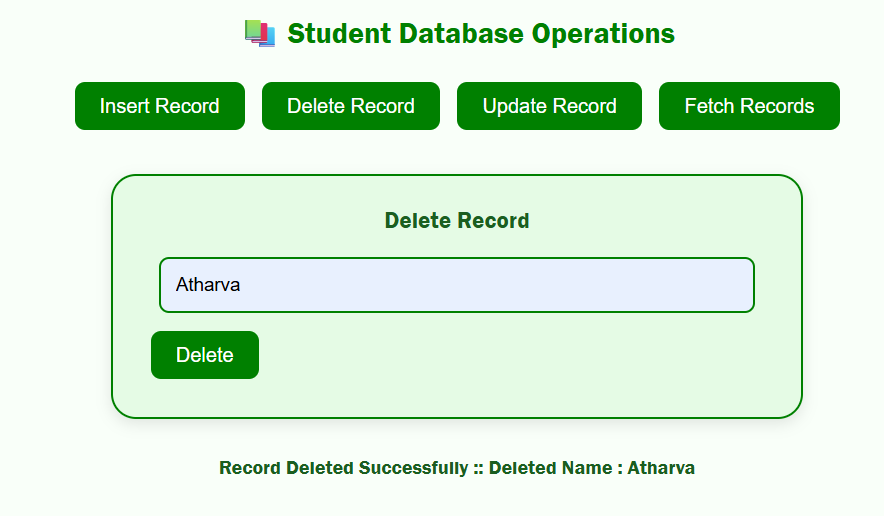 Student Database Operations
Insert Record Delete Record Update Record Fetch Records
Delete Record
Atharva
Delete
Record Deleted Successfully :: Deleted Name : Atharva